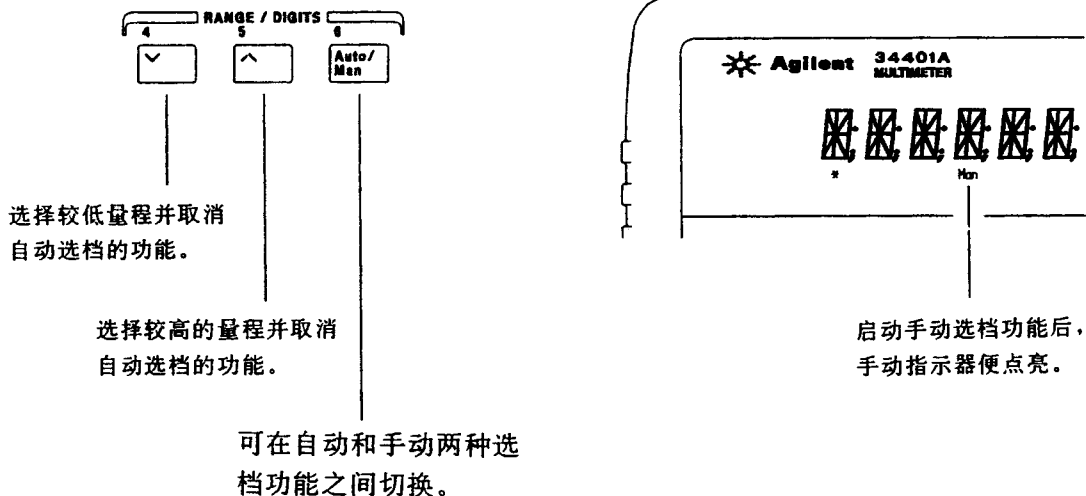 RANGE / DIGITS
4 5 6
Auto/
Man
选择较低量程并取消
自动选档的功能。
选择较高的量程并取消
自动选档的功能。
可在自动和手动两种选
档功能之间切换。
Agilent 34401A
MULTIMETER
* Man
启动手动选档功能后，
手动指示器便点亮。